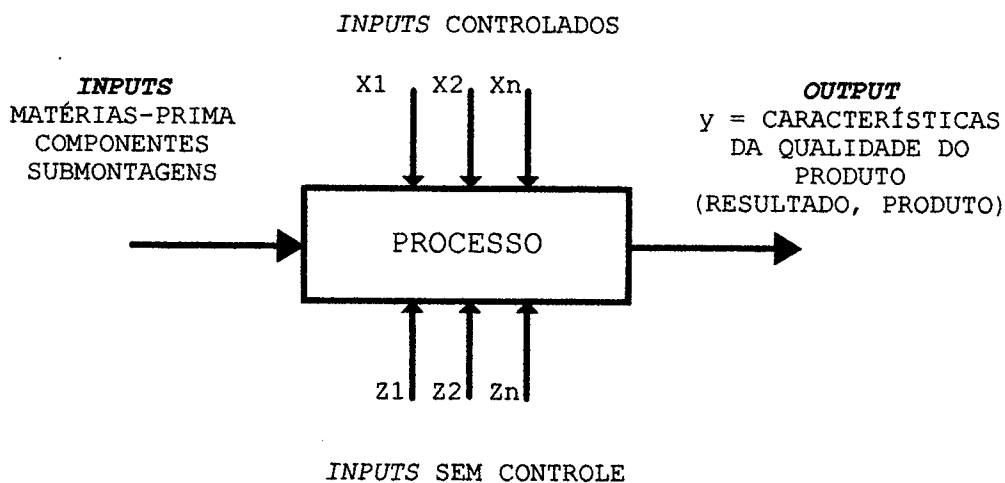 INPUTS CONTROLADOS
INPUTS
MATÉRIAS-PRIMA
COMPONENTES
SUBMONTAGENS
X1 X2 Xn
OUTPUT
y = CARACTERÍSTICAS
DA QUALIDADE DO
PRODUTO
(RESULTADO, PRODUTO)
PROCESSO
Z1 Z2 Zn
INPUTS SEM CONTROLE